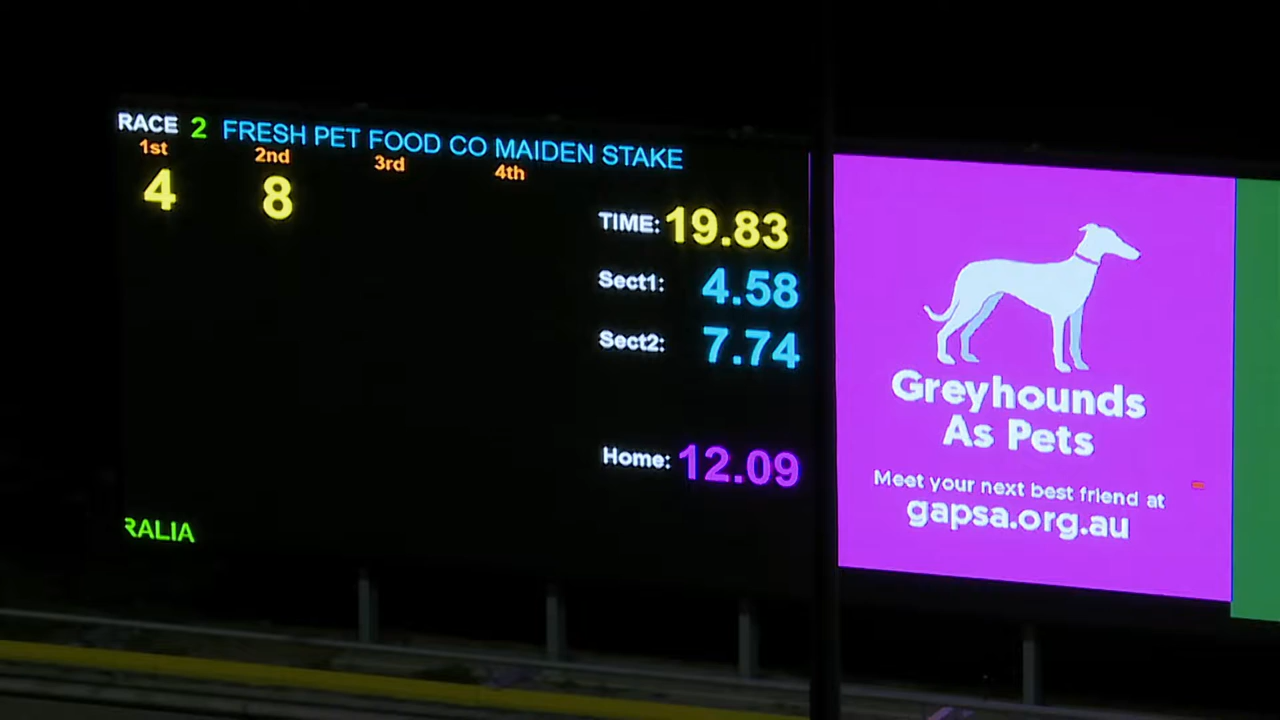 RACE 2 FRESH PET FOOD CO MAIDEN STAKE
1st 2nd 3rd 4th
4 8
TIME: 19.83
Sect1: 4.58
Sect2: 7.74
Home: 12.09
RALIA
Greyhounds
As Pets
Meet your next best friend at
gapsa.org.au